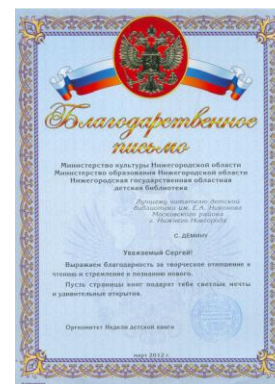 Благодарственное
письмо
Министерство культуры Нижегородской области
Министерство образования Нижегородской области
Нижегородская государственная областная
детская библиотека
Лучшему читателю детской
библиотеки им. Е.А. Никонова
Московского района
г. Нижнего Новгорода
С. ДЕМИНУ
Уважаемый Сергей!
Выражаем благодарность за творческое отношение к
чтению и стремление к познанию нового.
Пусть страницы книг подарят тебе светлые мечты
и удивительные открытия.
Оргкомитет Недели детской книги
март 2012 г.